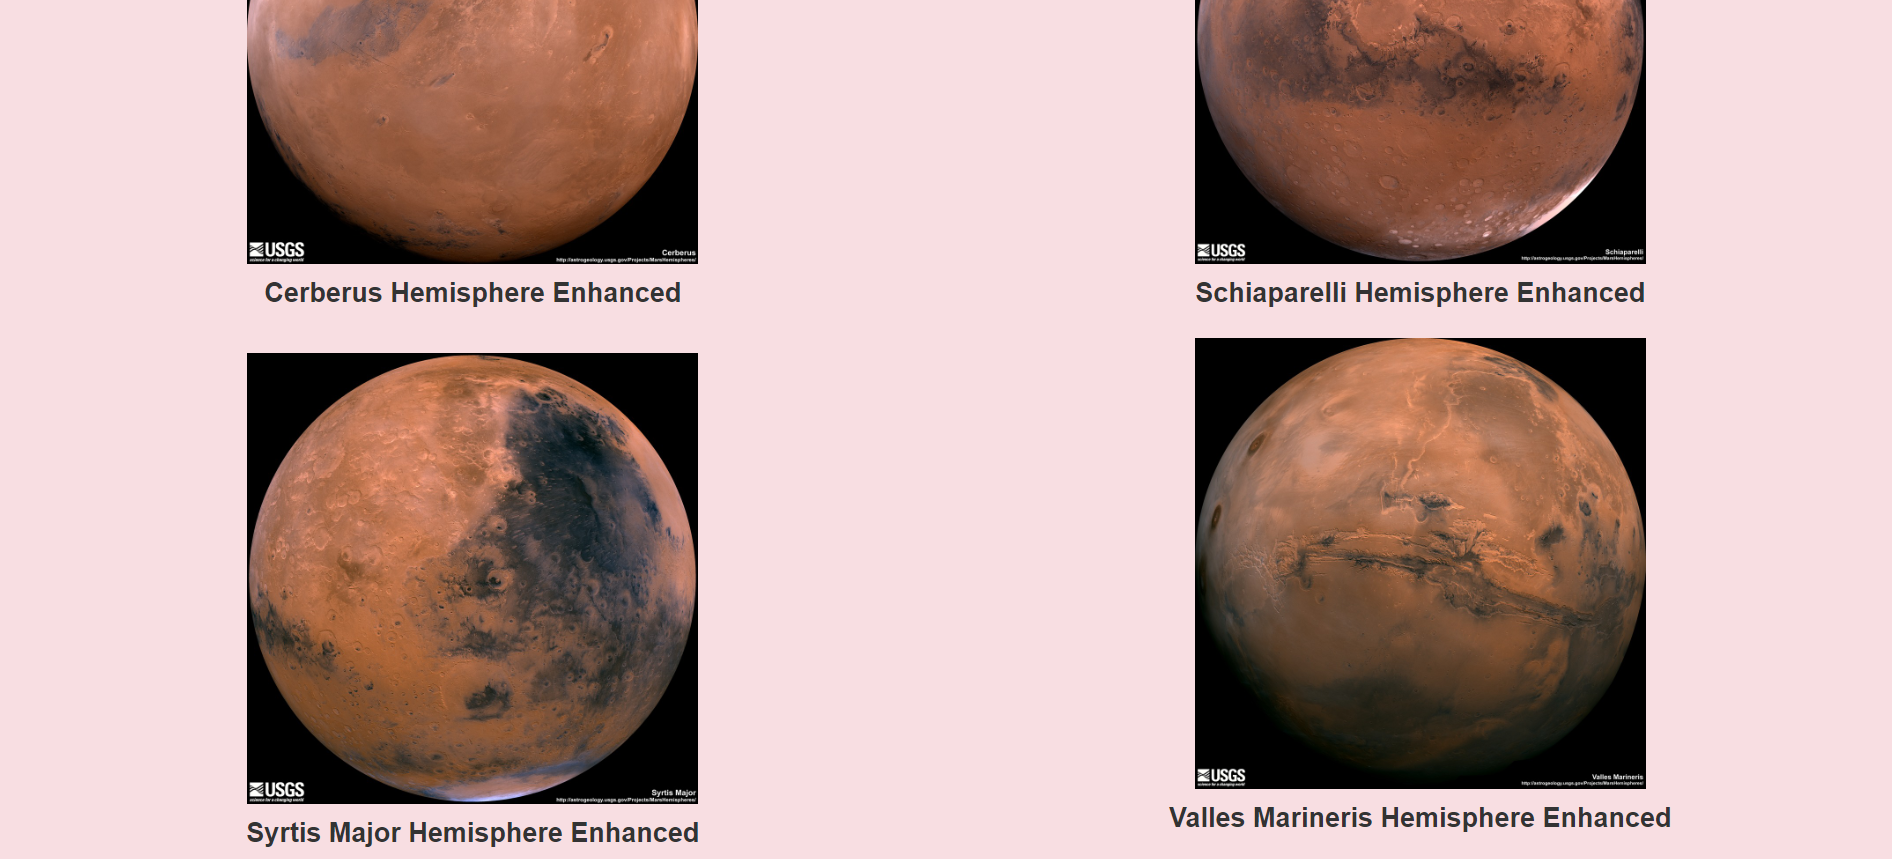 USGS
science for a changing world
Cerberus
http://astrogeology.usgs.gov/Projects/MarsHemispheres/
USGS
science for a changing world
Schiaparelli
http://astrogeology.usgs.gov/Projects/MarsHemispheres/
Cerberus Hemisphere Enhanced
Schiaparelli Hemisphere Enhanced
USGS
science for a changing world
Syrtis Major
http://astrogeology.usgs.gov/Projects/MarsHemispheres/
USGS
science for a changing world
Valles Marineris
http://astrogeology.usgs.gov/Projects/MarsHemispheres/
Syrtis Major Hemisphere Enhanced
Valles Marineris Hemisphere Enhanced